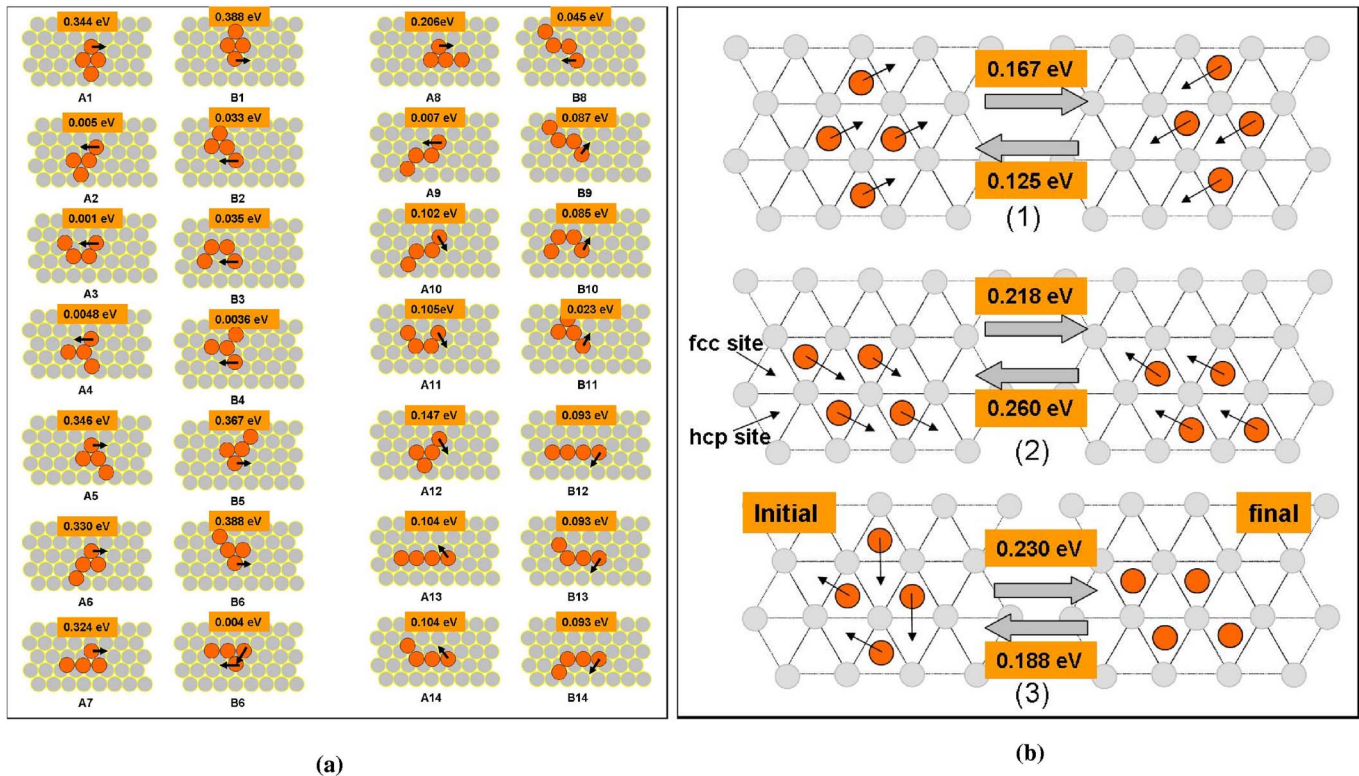 0.344 eV
0.388 eV
0.206eV
0.045 eV
A1
B1
A8
B8
0.005 eV
0.033 eV
0.007 eV
0.087 eV
A2
B2
A9
B9
0.001 eV
0.035 eV
0.102 eV
0.085 eV
A3
B3
A10
B10
0.0048 eV
0.0036 eV
0.105eV
0.023 eV
A4
B4
A11
B11
0.346 eV
0.367 eV
0.147 eV
0.093 eV
A5
B5
A12
B12
0.330 eV
0.388 eV
0.104 eV
0.093 eV
A6
B6
A13
B13
0.324 eV
0.004 eV
0.104 eV
0.093 eV
A7
B6
A14
B14
(a)
0.167 eV
0.125 eV
(1)
0.218 eV
fcc site
0.260 eV
hcp site
(2)
Initial
final
0.230 eV
0.188 eV
(3)
(b)